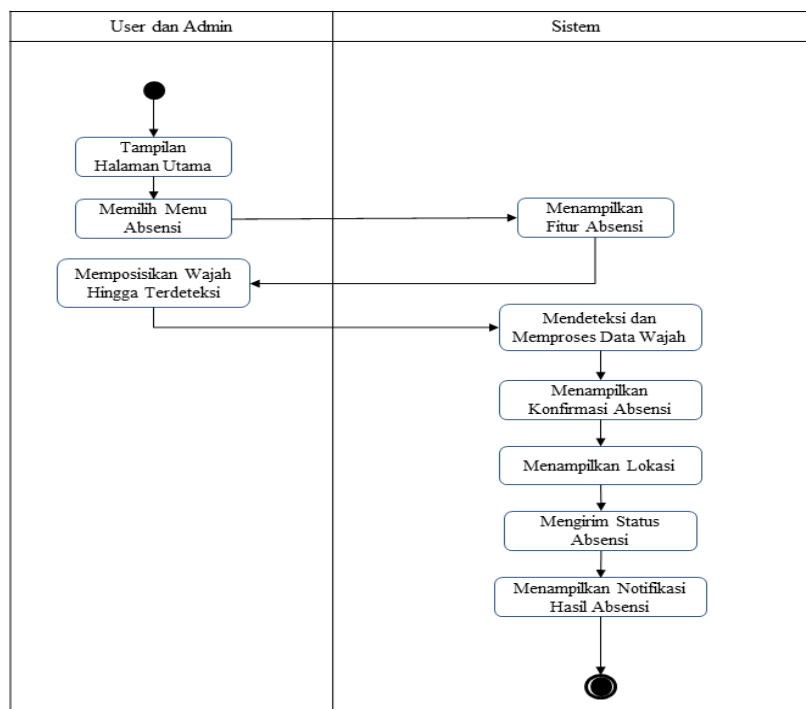 User dan Admin
Sistem
Tampilan
Halaman Utama
Memilih Menu
Absensi
Menampilkan
Fitur Absensi
Memposisikan Wajah
Hingga Terdeteksi
Mendeteksi dan
Memproses Data Wajah
Menampilkan
Konfirmasi Absensi
Menampilkan Lokasi
Mengirim Status
Absensi
Menampilkan Notifikasi
Hasil Absensi